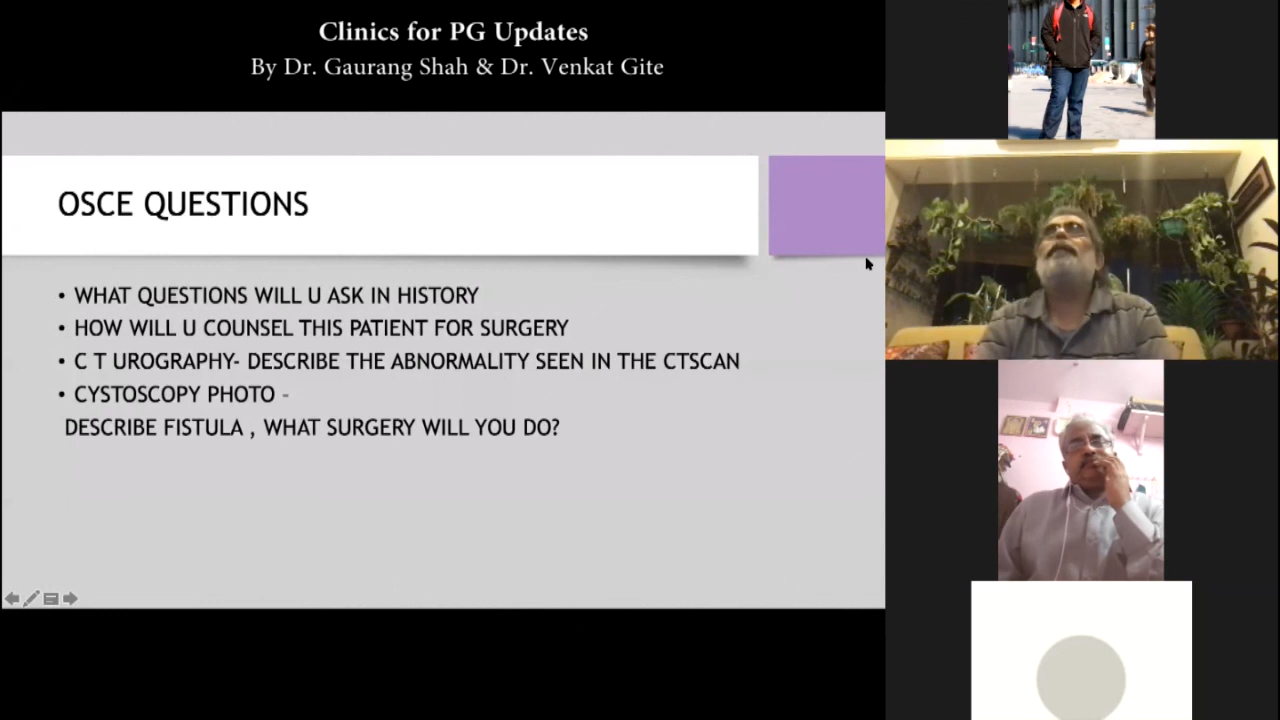 Clinics for PG Updates
By Dr. Gaurang Shah & Dr. Venkat Gite
OSCE QUESTIONS
• WHAT QUESTIONS WILL U ASK IN HISTORY
• HOW WILL U COUNSEL THIS PATIENT FOR SURGERY
• C T UROGRAPHY- DESCRIBE THE ABNORMALITY SEEN IN THE CTSCAN
• CYSTOSCOPY PHOTO -
DESCRIBE FISTULA , WHAT SURGERY WILL YOU DO?